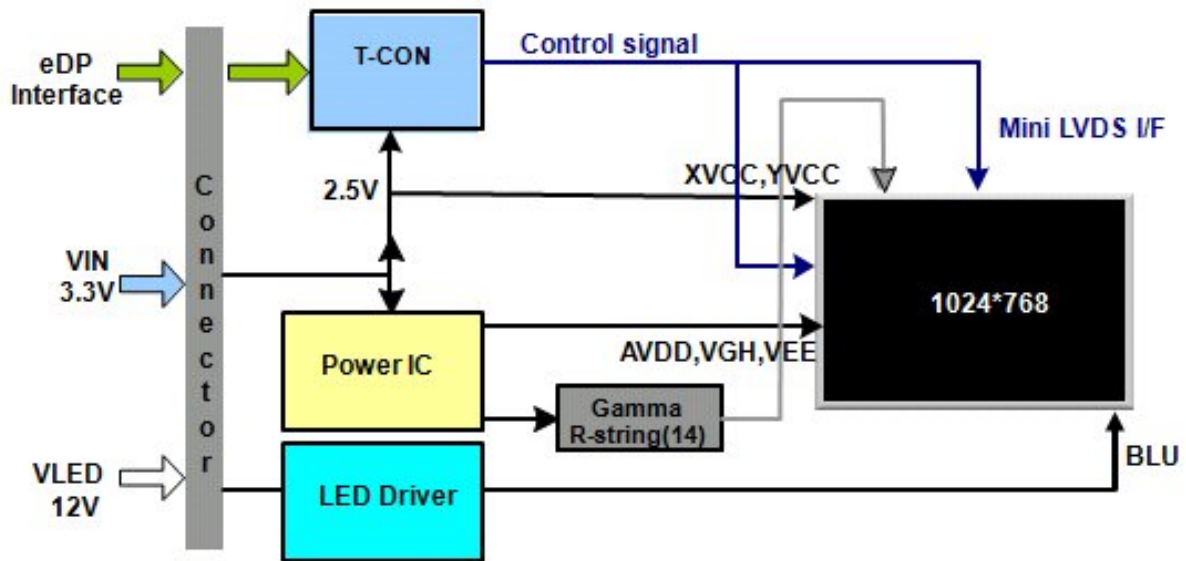 eDP
Interface
T-CON
Control signal
Mini LVDS I/F
Connector
2.5V
XVCC,YVCC
VIN
3.3V
1024*768
Power IC
AVDD,VGH,VEE
Gamma
R-string(14)
VLED
12V
LED Driver
BLU